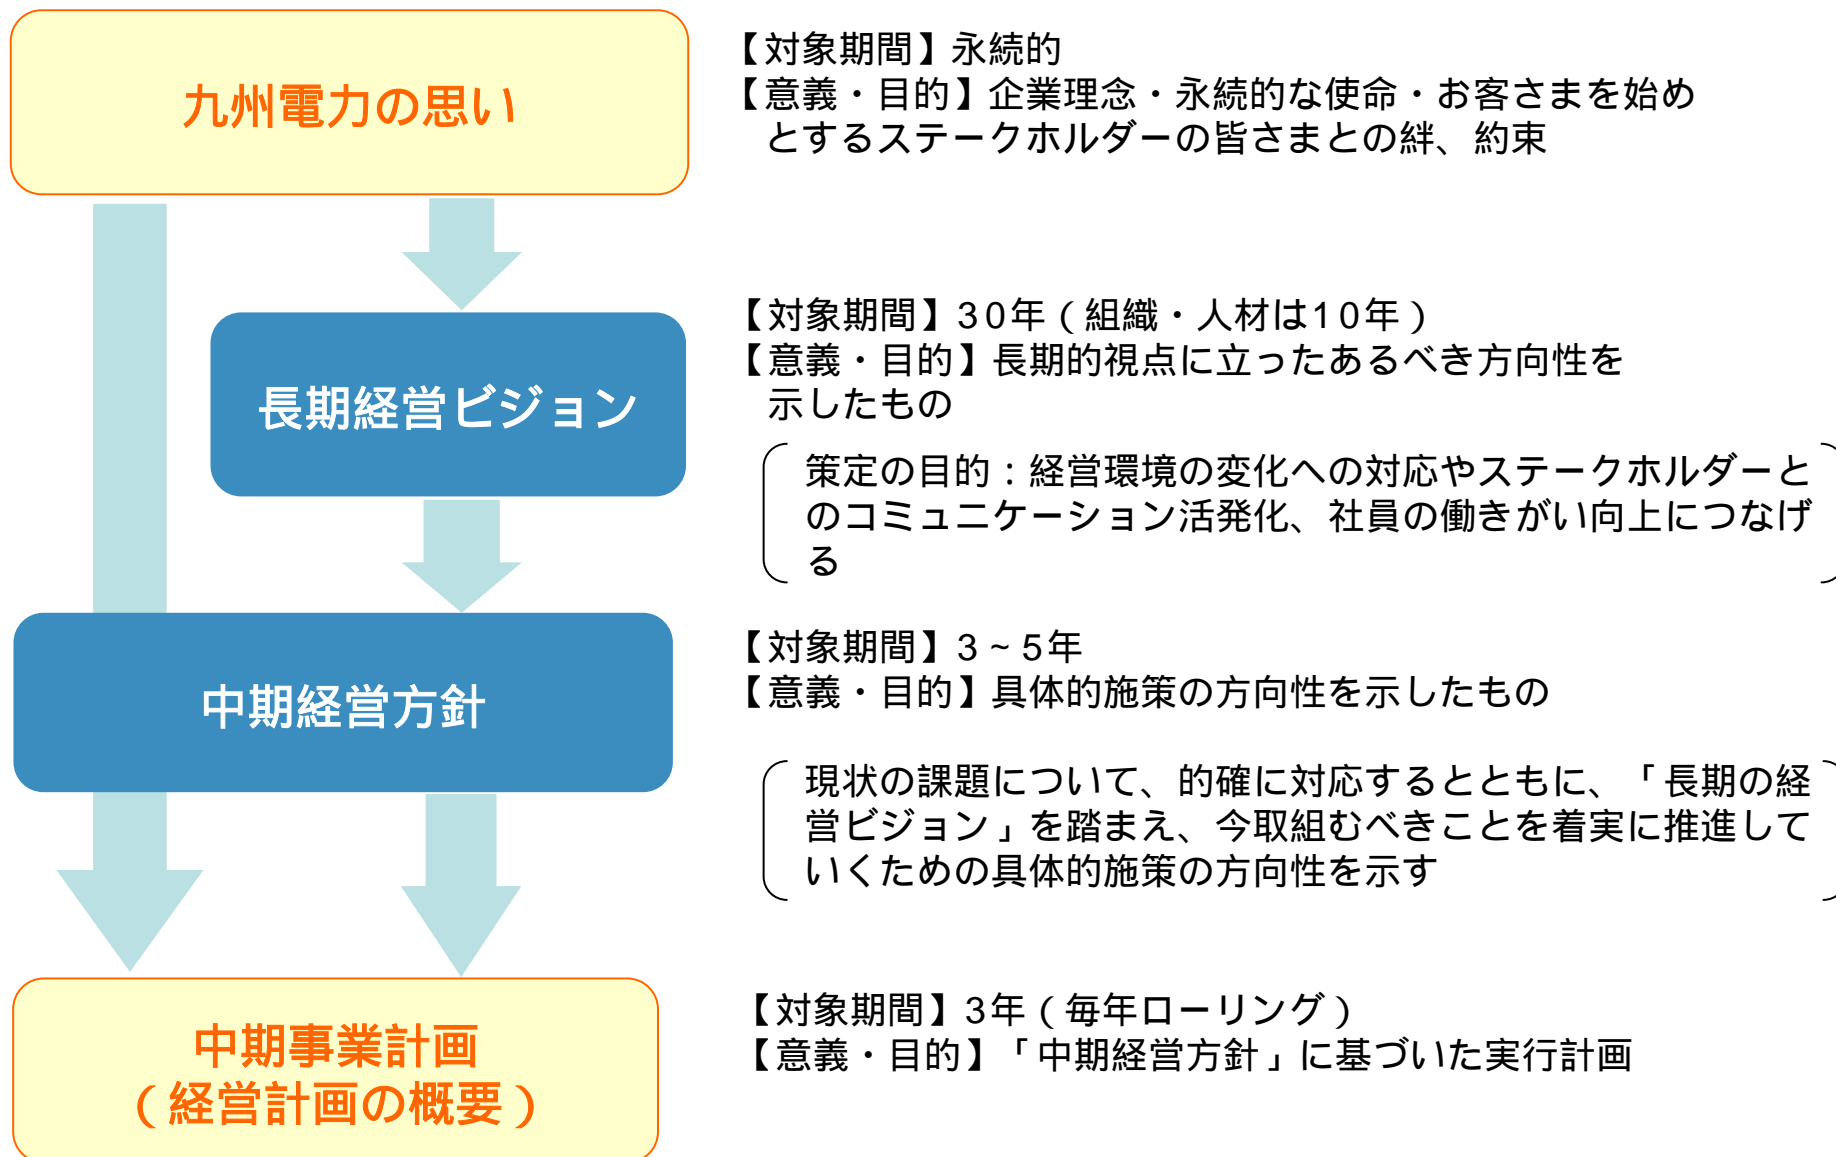 九州電力の思い
【対象期間】永続的
【意義・目的】企業理念・永続的な使命・お客さまを始め
とするステークホルダーの皆さまとの絆、約束
長期経営ビジョン
【対象期間】30年(組織・人材は10年)
【意義・目的】長期的視点に立ったあるべき方向性を
示したもの
策定の目的:経営環境の変化への対応やステークホルダーと
のコミュニケーション活発化、社員の働きがい向上につなげ
る
中期経営方針
【対象期間】3~5年
【意義・目的】具体的施策の方向性を示したもの
現状の課題について、的確に対応するとともに、「長期の経
営ビジョン」を踏まえ、今取組むべきことを着実に推進して
いくための具体的施策の方向性を示す
中期事業計画
(経営計画の概要)
【対象期間】3年(毎年ローリング)
【意義・目的】「中期経営方針」に基づいた実行計画